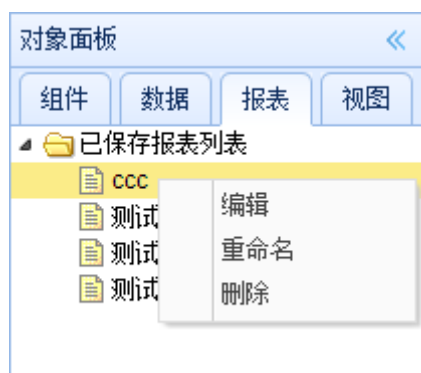 对象面板
组件 数据 报表 视图
已保存报表列表
ccc
编辑
测试
重命名
测试
删除
测试